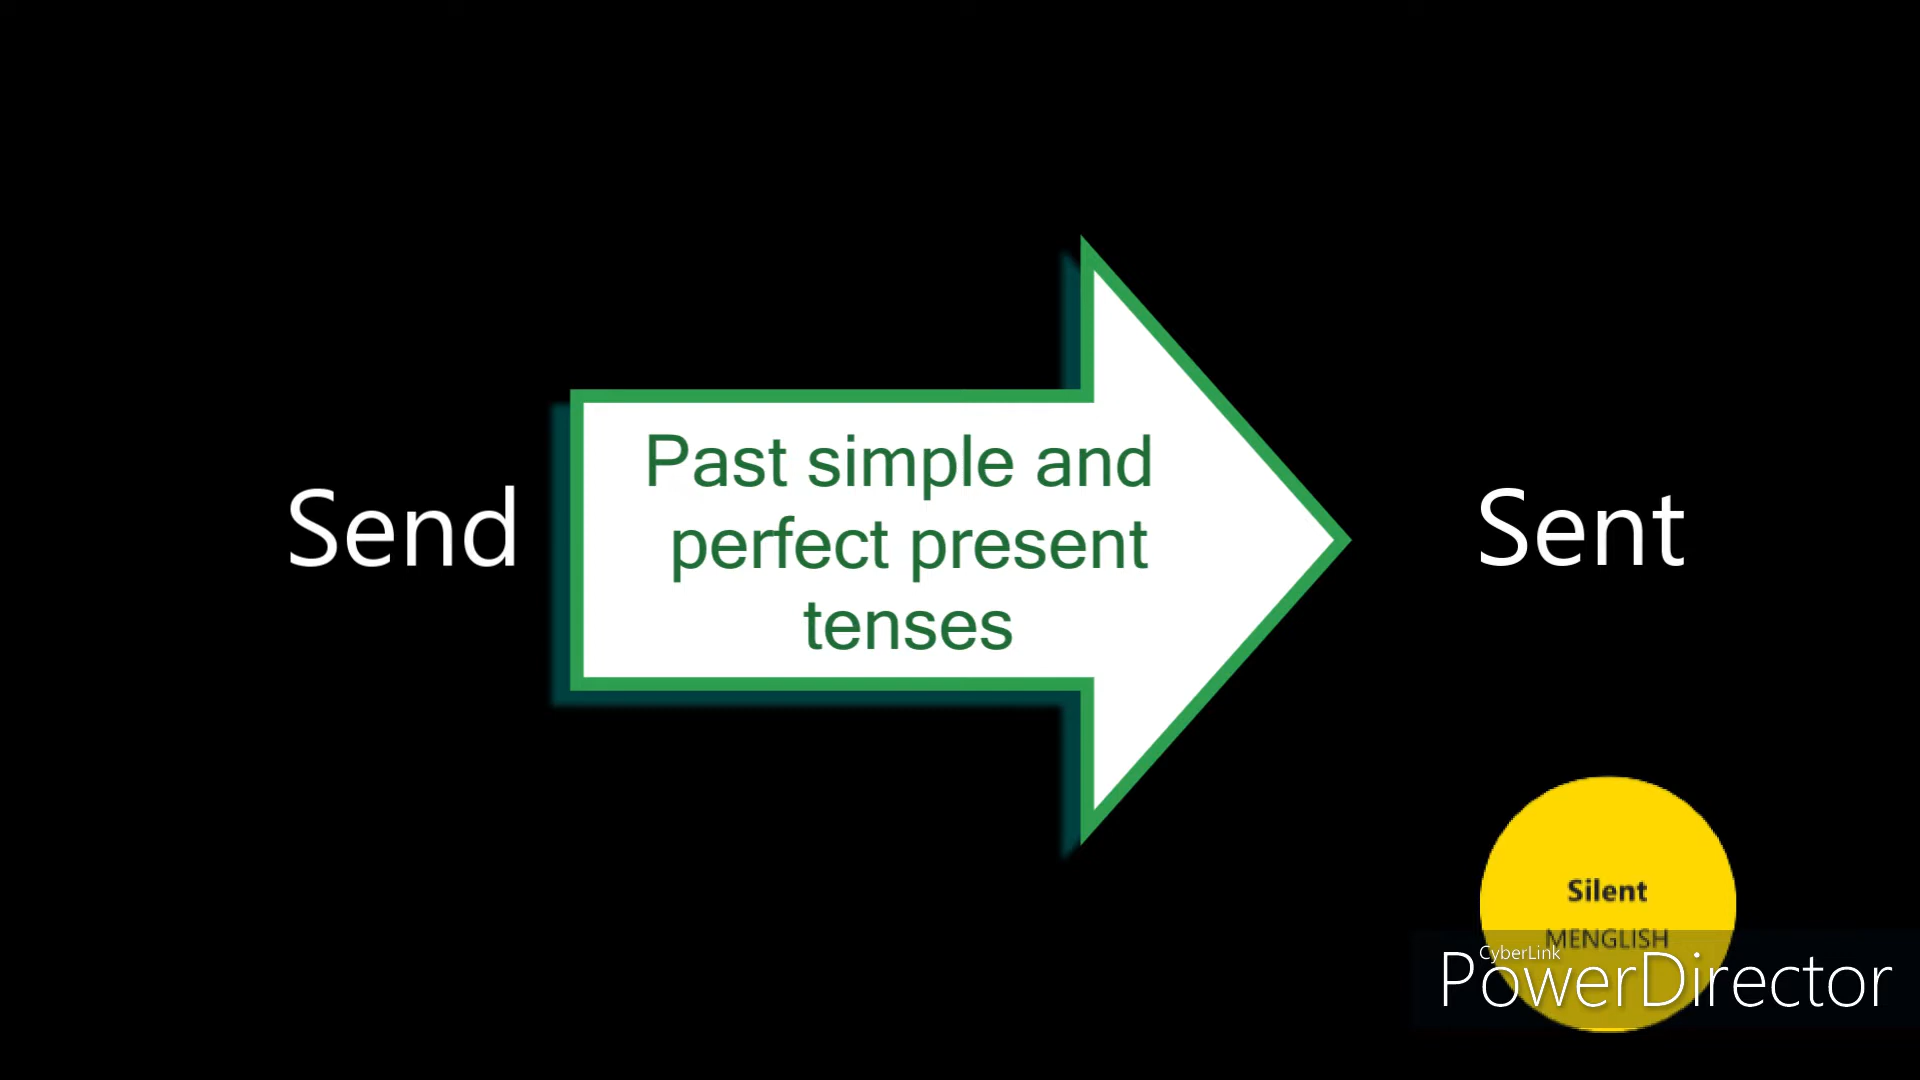 Send
Past simple and
perfect present
tenses
Sent
Silent
MENGLISH
CyberLink
PowerDirector